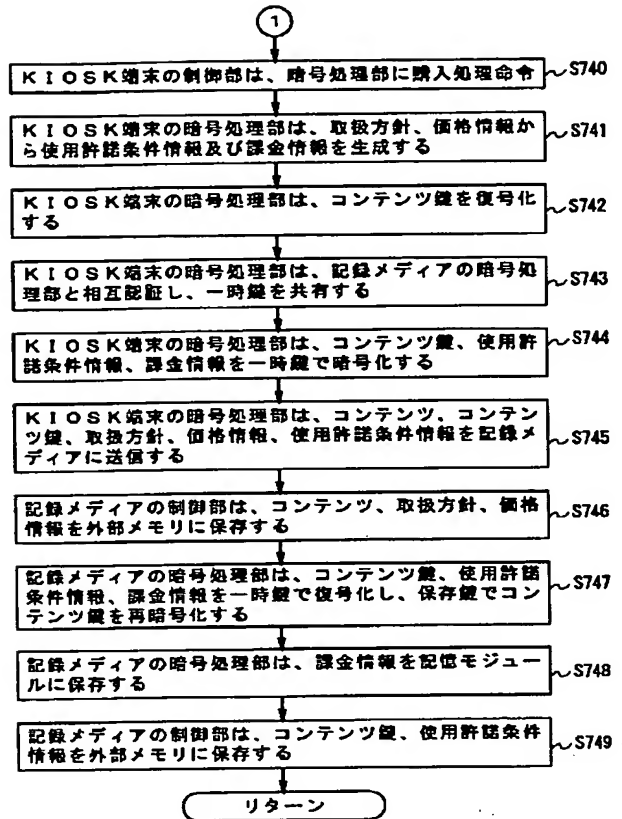 1
KIOSK端末の制御部は、暗号処理部に購入処理命令
S740
KIOSK端末の暗号処理部は、取扱方針、価格情報か
ら使用許諾条件情報及び課金情報を生成する
S741
KIOSK端末の暗号処理部は、コンテンツ鍵を復号化
する
S742
KIOSK端末の暗号処理部は、記録メディアの暗号処
理部と相互認証し、一時鍵を共有する
S743
KIOSK端末の暗号処理部は、コンテンツ鍵、使用許
諾条件情報、課金情報を一時鍵で暗号化する
S744
KIOSK端末の暗号処理部は、コンテンツ、コンテン
ツ鍵、取扱方針、価格情報、使用許諾条件情報を記録メ
ディアに送信する
S745
記録メディアの制御部は、コンテンツ、取扱方針、価格
情報を外部メモリに保存する
S746
記録メディアの暗号処理部は、コンテンツ鍵、使用許諾
条件情報、課金情報を一時鍵で復号化し、保存鍵でコン
テンツ鍵を再暗号化する
S747
記録メディアの暗号処理部は、課金情報を記憶モジュー
ルに保存する
S748
記録メディアの制御部は、コンテンツ鍵、使用許諾条件
情報を外部メモリに保存する
S749
リターン